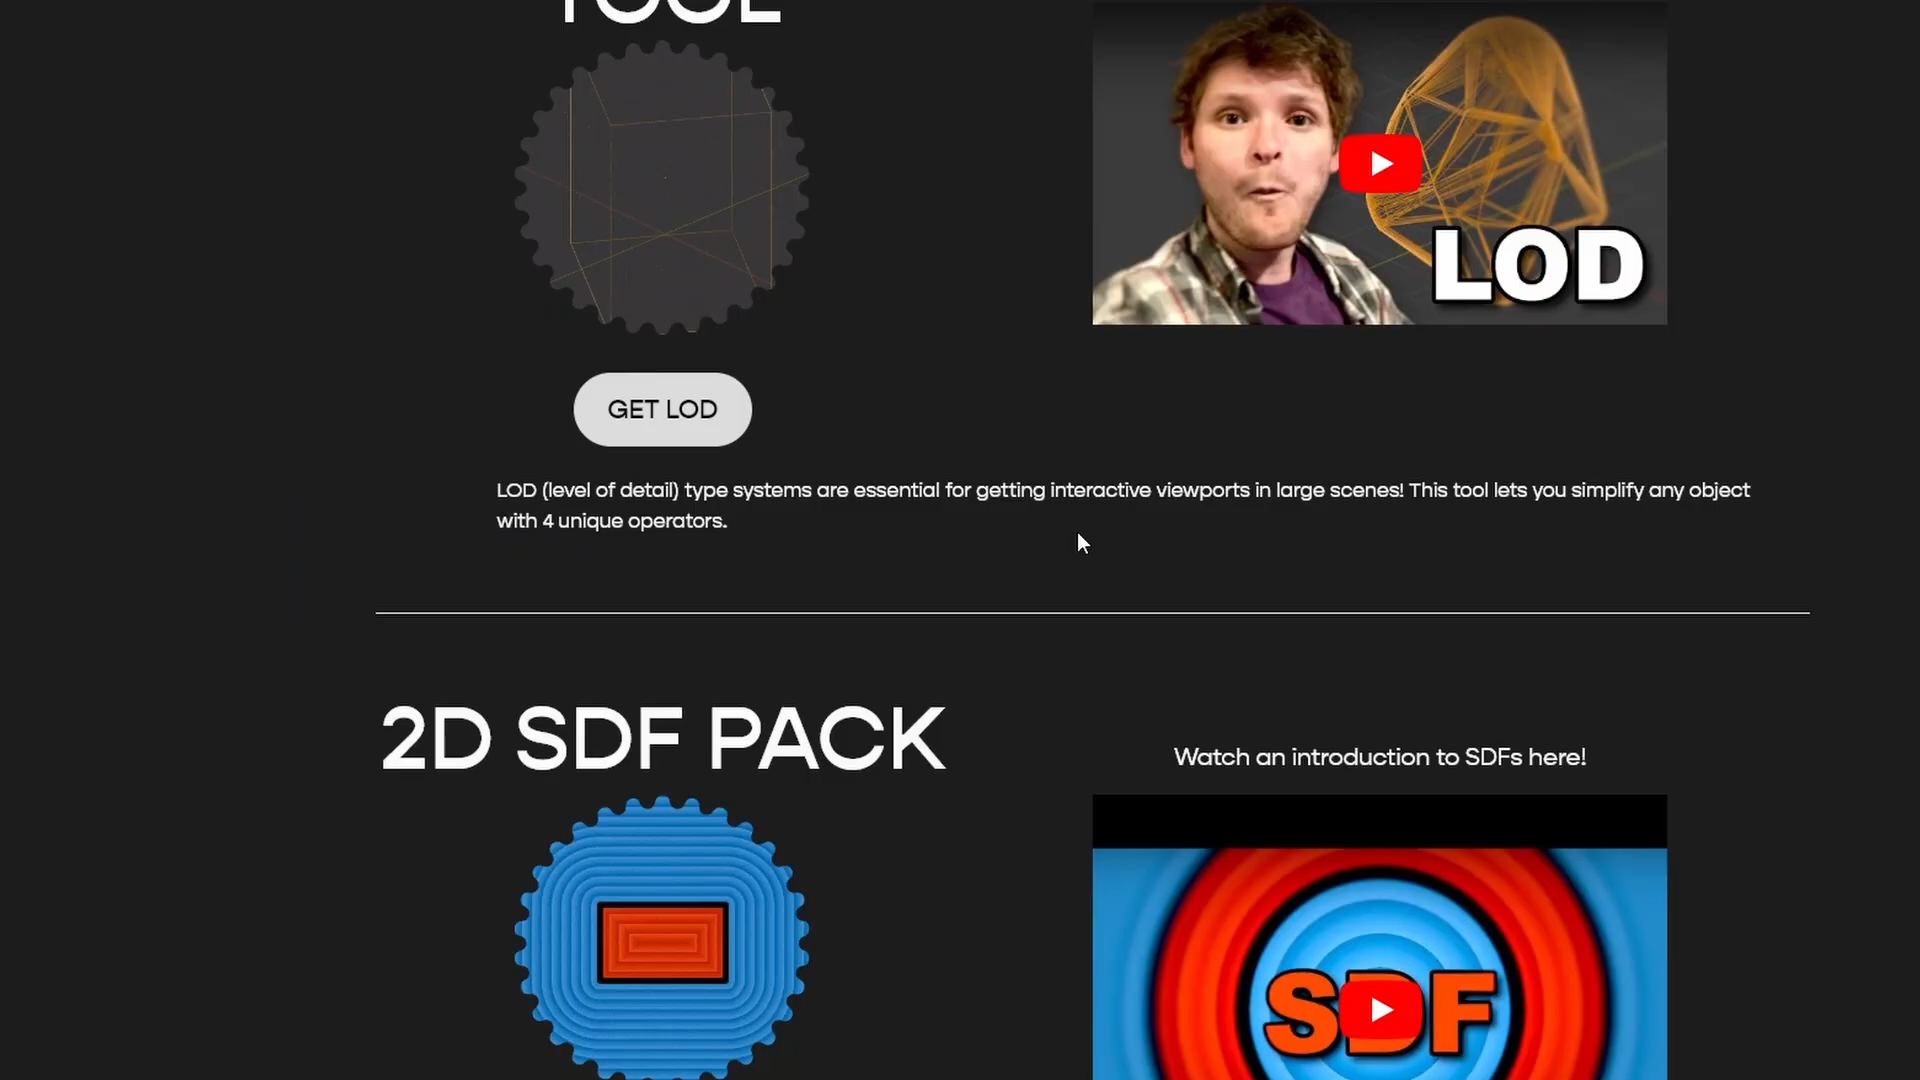 TOOL
LOD
GET LOD
LOD (level of detail) type systems are essential for getting interactive viewports in large scenes! This tool lets you simplify any object
with 4 unique operators.
2D SDF PACK
Watch an introduction to SDFs here!
SDF